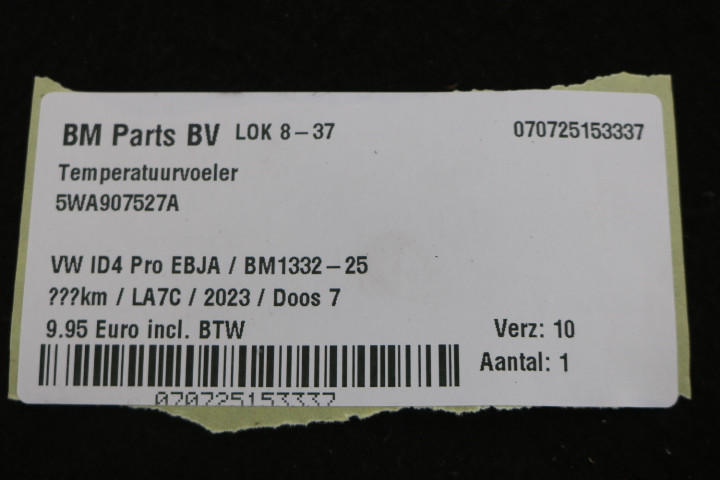 BM Parts BV LOK 8-37 070725153337
Temperatuurvoeler
5WA907527A
VW ID4 Pro EBJA / BM1332-25
???km / LA7C / 2023 / Doos 7
9.95 Euro incl. BTW Verz: 10
Aantal: 1
070725153337